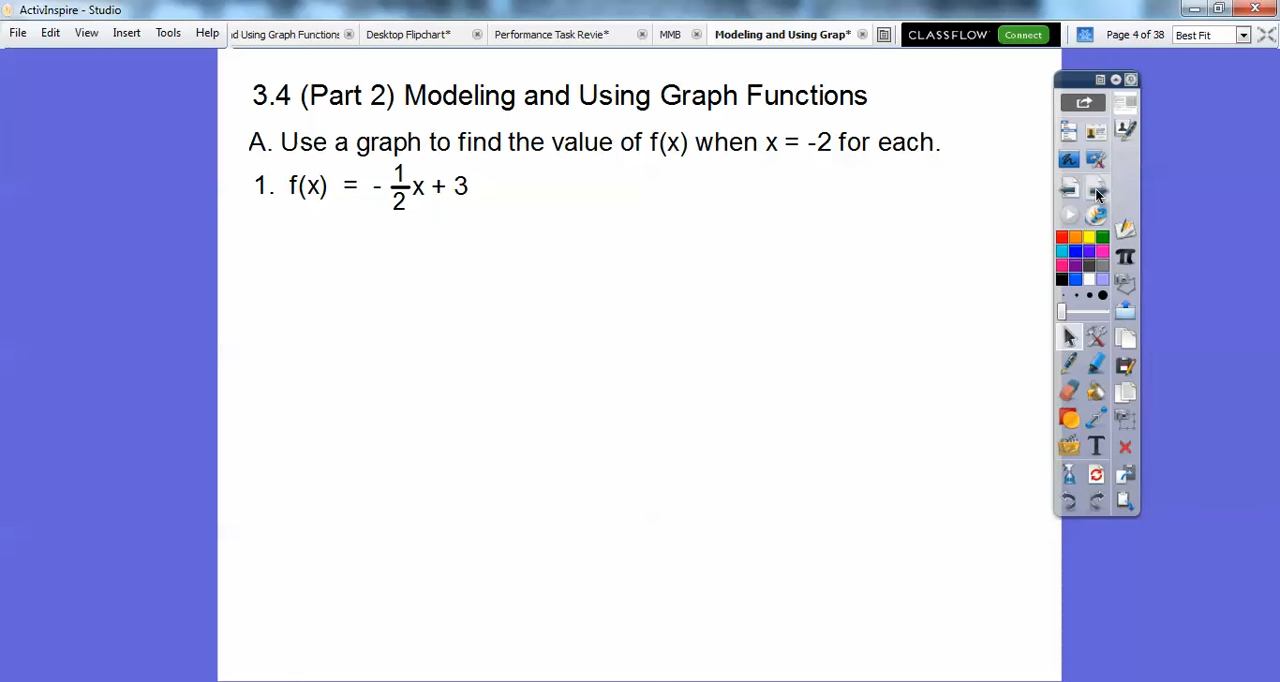 ActivInspire - Studio
File Edit View Insert Tools Help
d Using Graph Functions Desktop Flipchart* Performance Task Revie* MMB Modeling and Using Grap* CLASSFLOW Connect Page 4 of 38 Best Fit
3.4 (Part 2) Modeling and Using Graph Functions
A. Use a graph to find the value of f(x) when x = -2 for each.
1. f(x) = - 1/2 x + 3